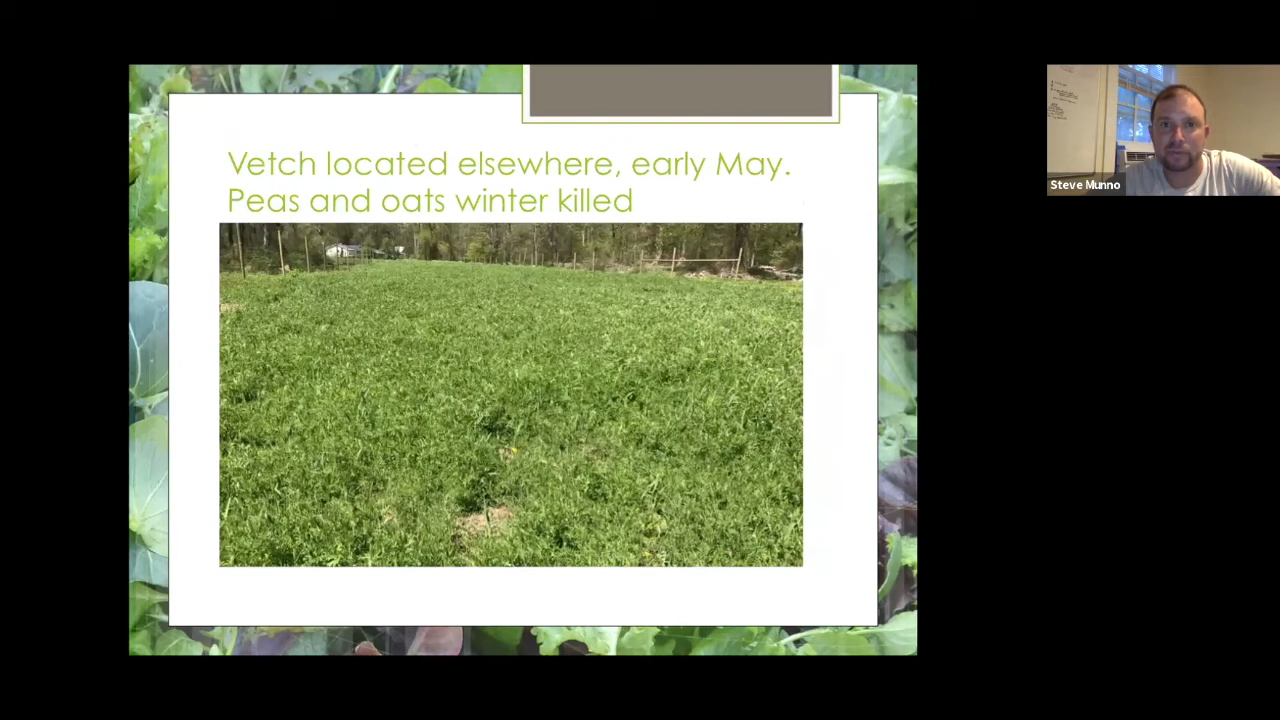 Vetch located elsewhere, early May.
Peas and oats winter killed
Steve Munno